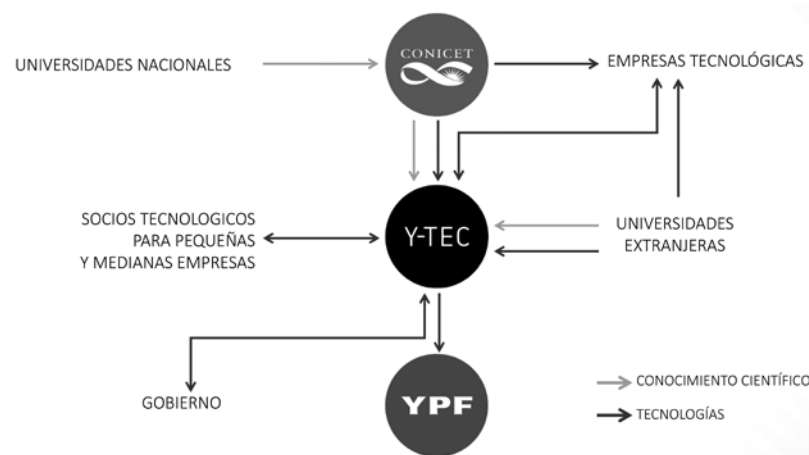 CONICET
UNIVERSIDADES NACIONALES
EMPRESAS TECNOLÓGICAS
SOCIOS TECNOLOGICOS
PARA PEQUEÑAS
Y MEDIANAS EMPRESAS
Y-TEC
UNIVERSIDADES
EXTRANJERAS
GOBIERNO
YPF
CONOCIMIENTO CIENTÍFICO
TECNOLOGÍAS